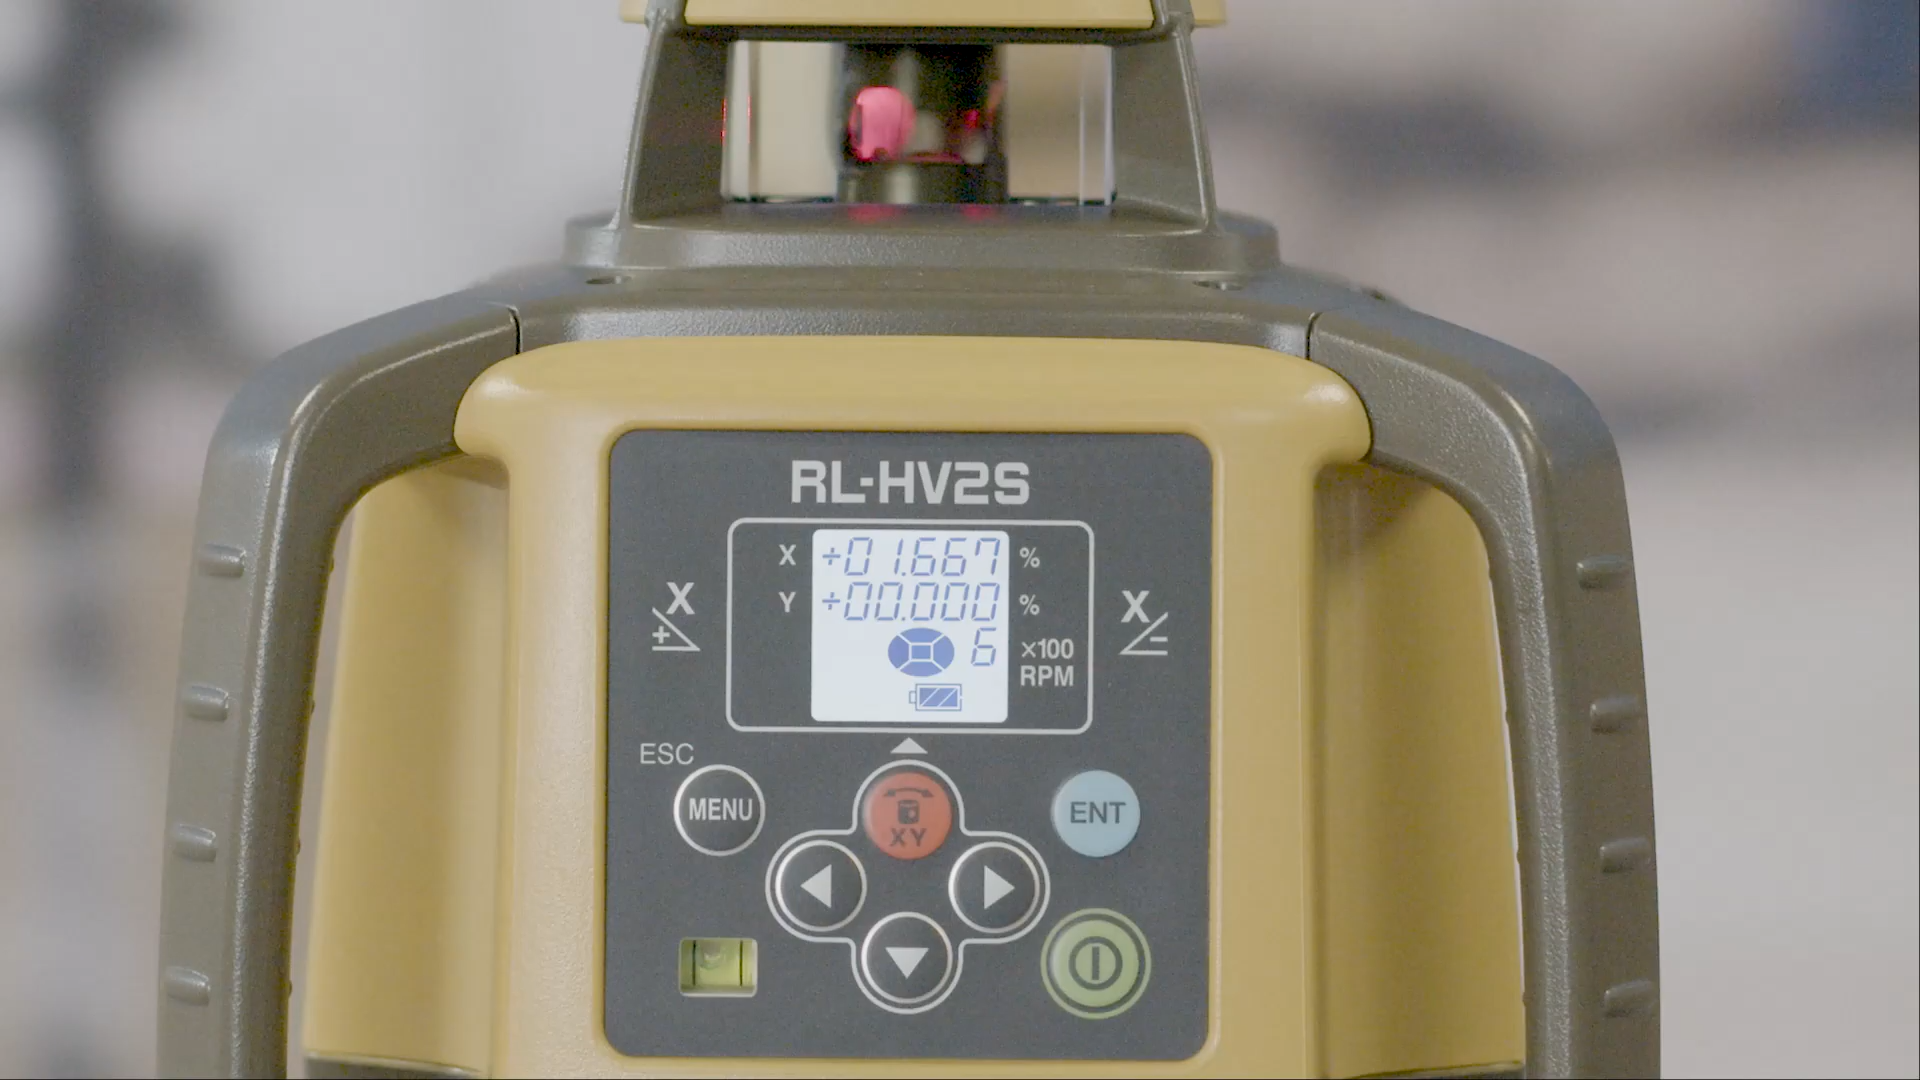 RL-HV2S
X +01.667 %
Y +00.000 %
X
+
X
-
6 ×100
RPM
ESC
MENU
XY
ENT